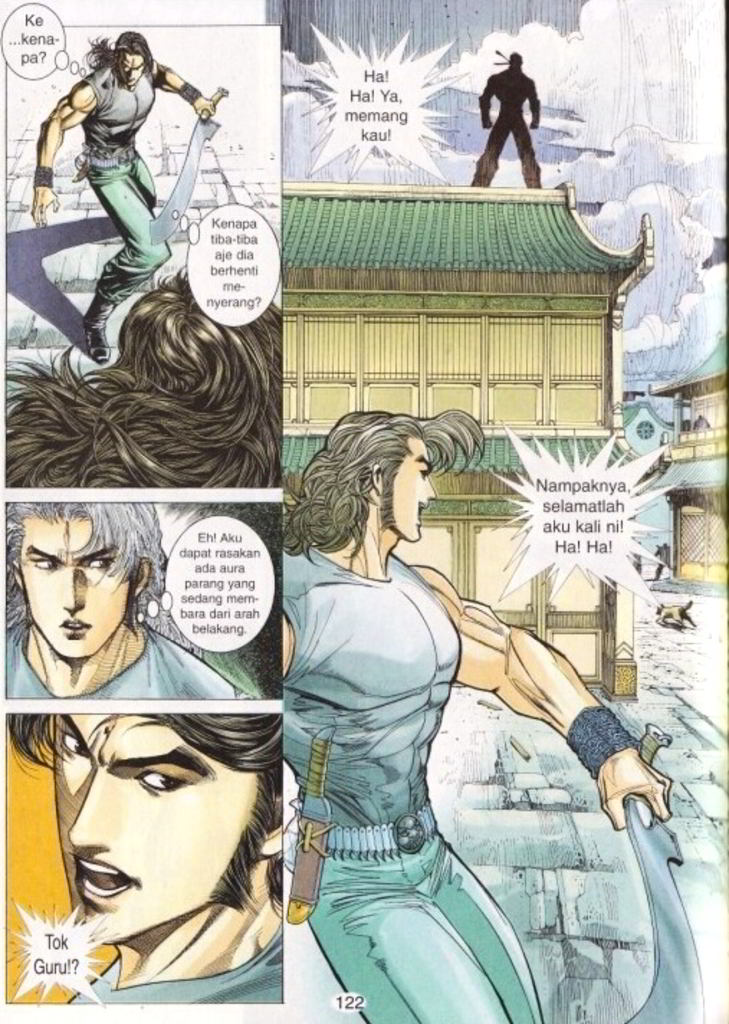 Ke
...kena-
pa?
Kenapa
tiba-tiba
aje dia
berhenti
me-
nyerang?
Eh! Aku
dapat rasakan
ada aura
parang yang
sedang mem-
bara dari arah
belakang.
Tok
Guru!?
Ha!
Ha! Ya,
memang
kau!
Nampaknya,
selamatlah
aku kali ni!
Ha! Ha!
122